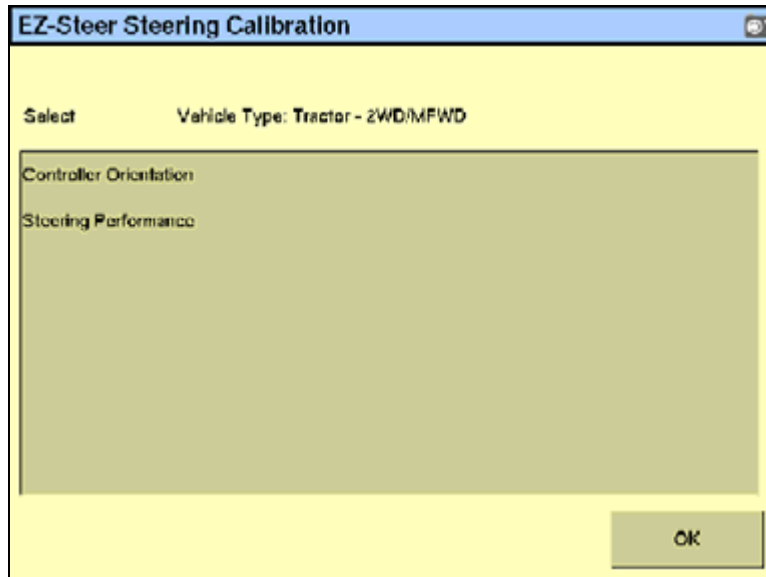 EZ-Steer Steering Calibration
Select Vehicle Type: Tractor - 2WD/MFWD
Controller Orientation
Steering Performance
OK